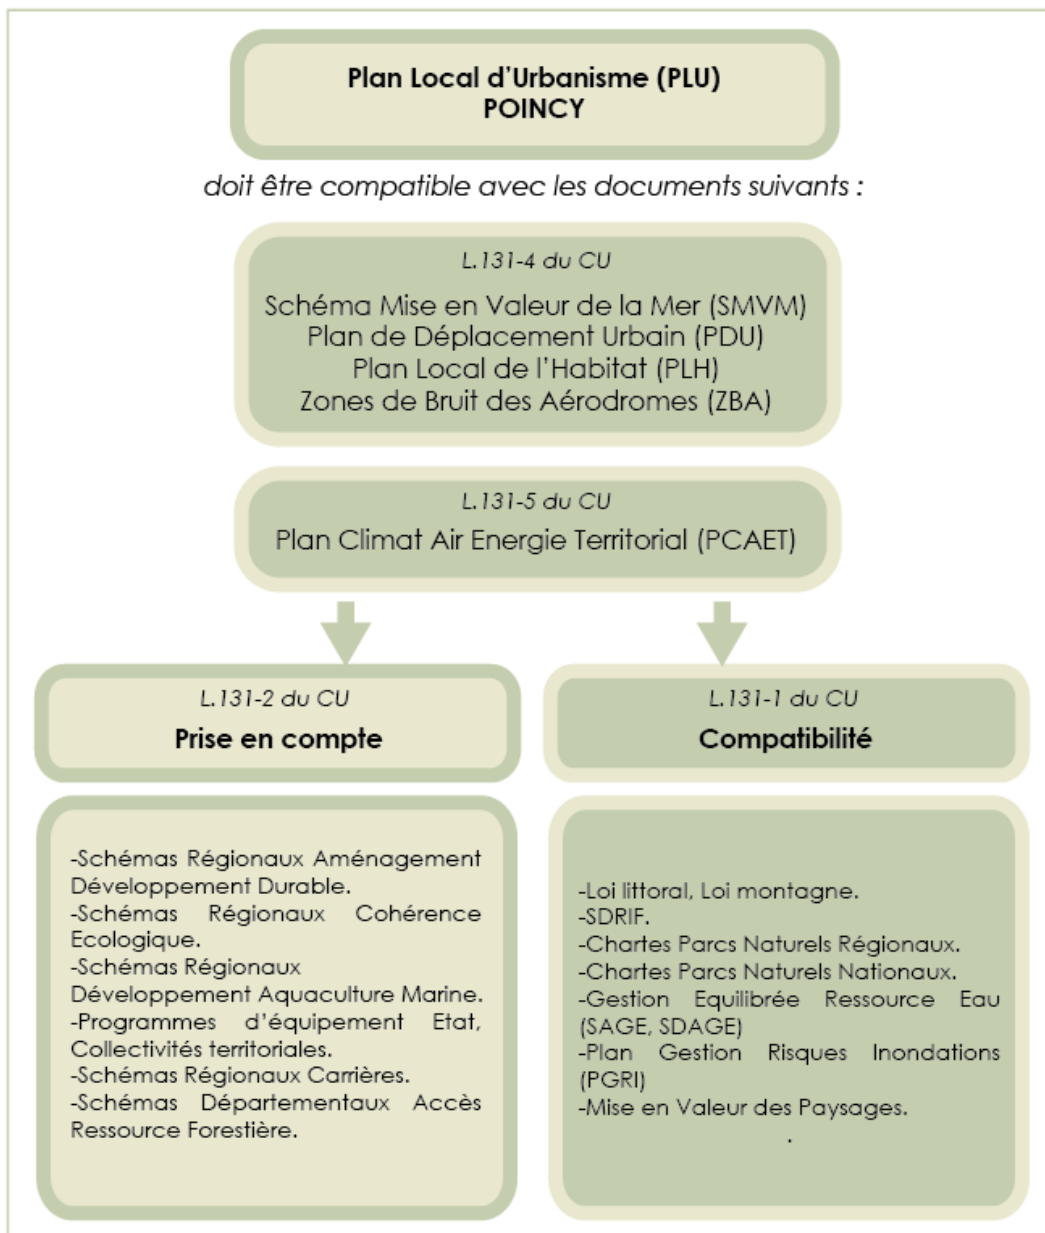 Plan Local d'Urbanisme (PLU)
POINCY
doit être compatible avec les documents suivants :
L.131-4 du CU
Schéma Mise en Valeur de la Mer (SMVM)
Plan de Déplacement Urbain (PDU)
Plan Local de l'Habitat (PLH)
Zones de Bruit des Aérodromes (ZBA)
L.131-5 du CU
Plan Climat Air Energie Territorial (PCAET)
L.131-2 du CU
Prise en compte
-Schémas Régionaux Aménagement
Développement Durable.
-Schémas Régionaux Cohérence
Ecologique.
-Schémas Régionaux
Développement Aquaculture Marine.
-Programmes d'équipement Etat,
Collectivités territoriales.
-Schémas Régionaux Carrières.
-Schémas Départementaux Accès
Ressource Forestière.
L.131-1 du CU
Compatibilité
-Loi littoral, Loi montagne.
-SDRIF.
-Chartes Parcs Naturels Régionaux.
-Chartes Parcs Naturels Nationaux.
-Gestion Equilibrée Ressource Eau
(SAGE, SDAGE)
-Plan Gestion Risques Inondations
(PGRI)
-Mise en Valeur des Paysages.
.